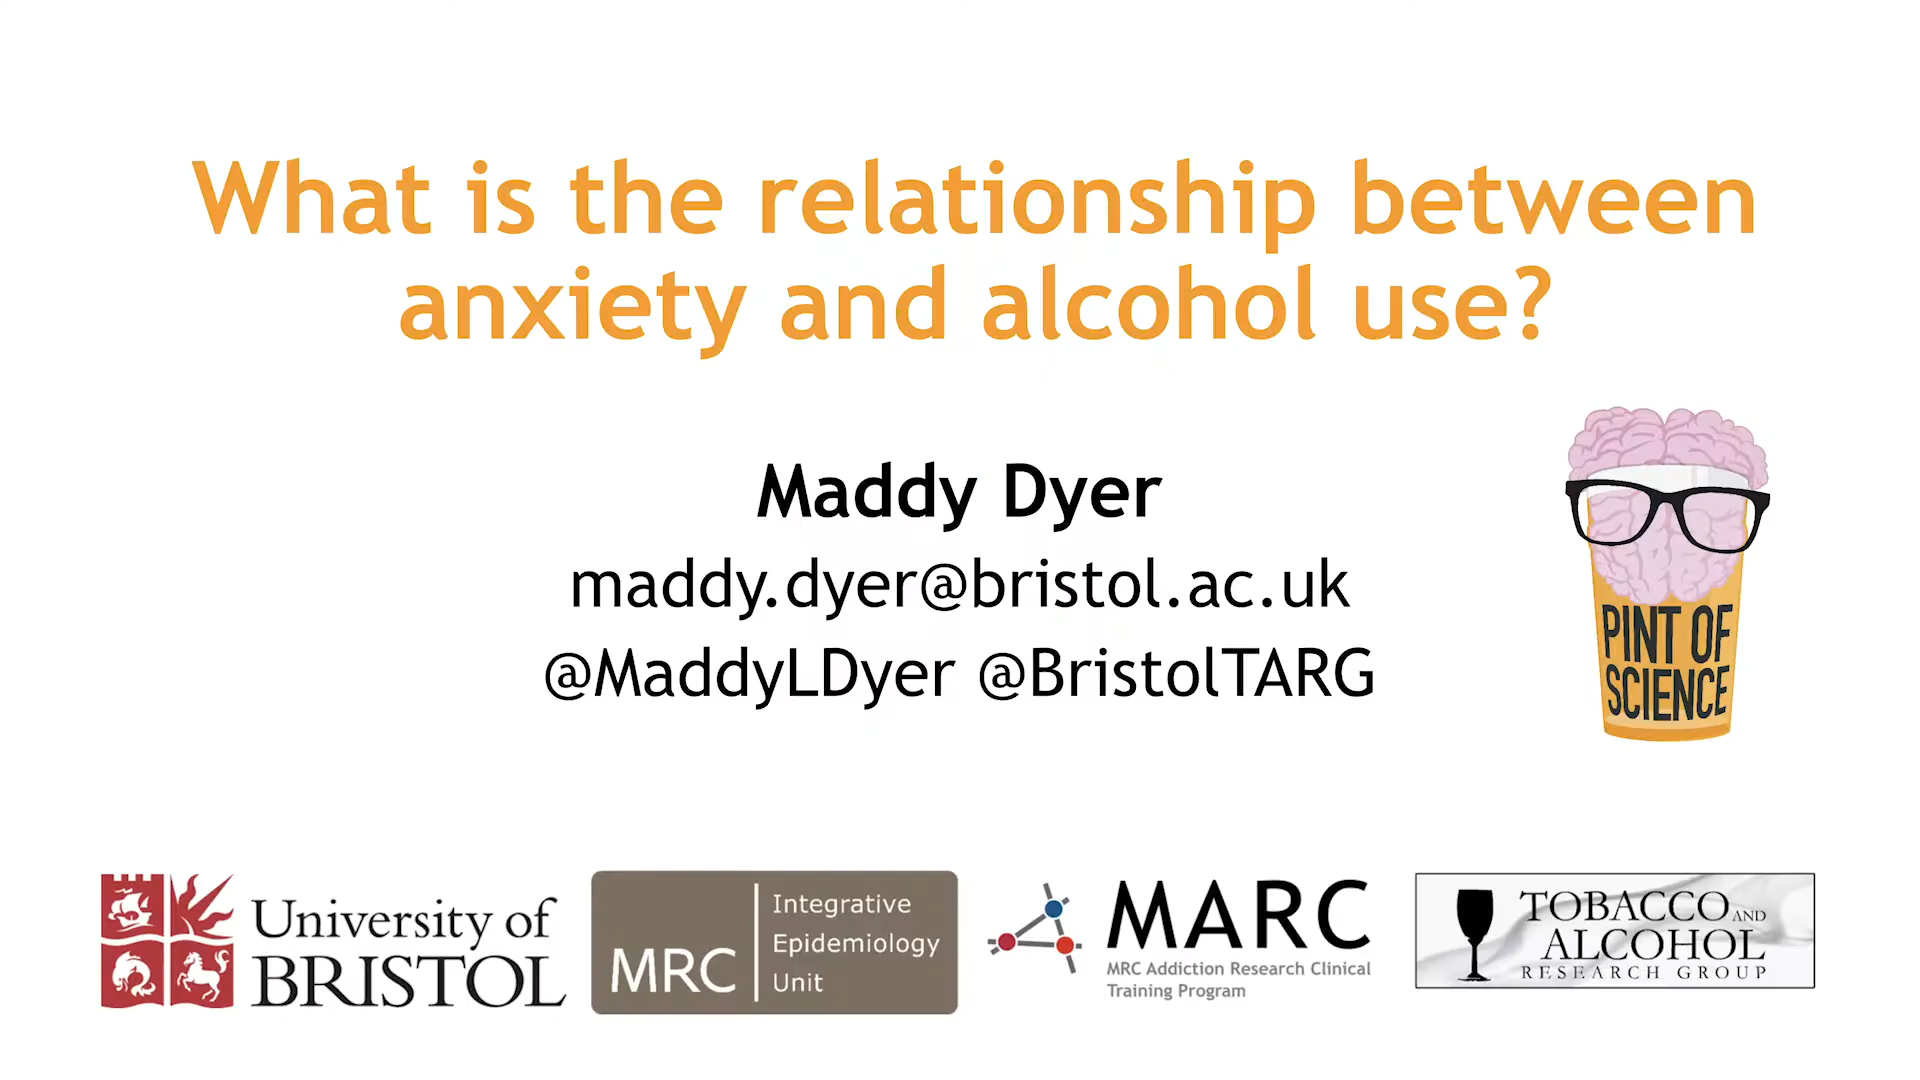 What is the relationship between
anxiety and alcohol use?
Maddy Dyer
maddy.dyer@bristol.ac.uk
@MaddyLDyer @BristolTARG
PINT OF
SCIENCE
University of
BRISTOL
MRC
Integrative
Epidemiology
Unit
MARC
MRC Addiction Research Clinical
Training Program
TOBACCO AND
ALCOHOL
RESEARCH GROUP